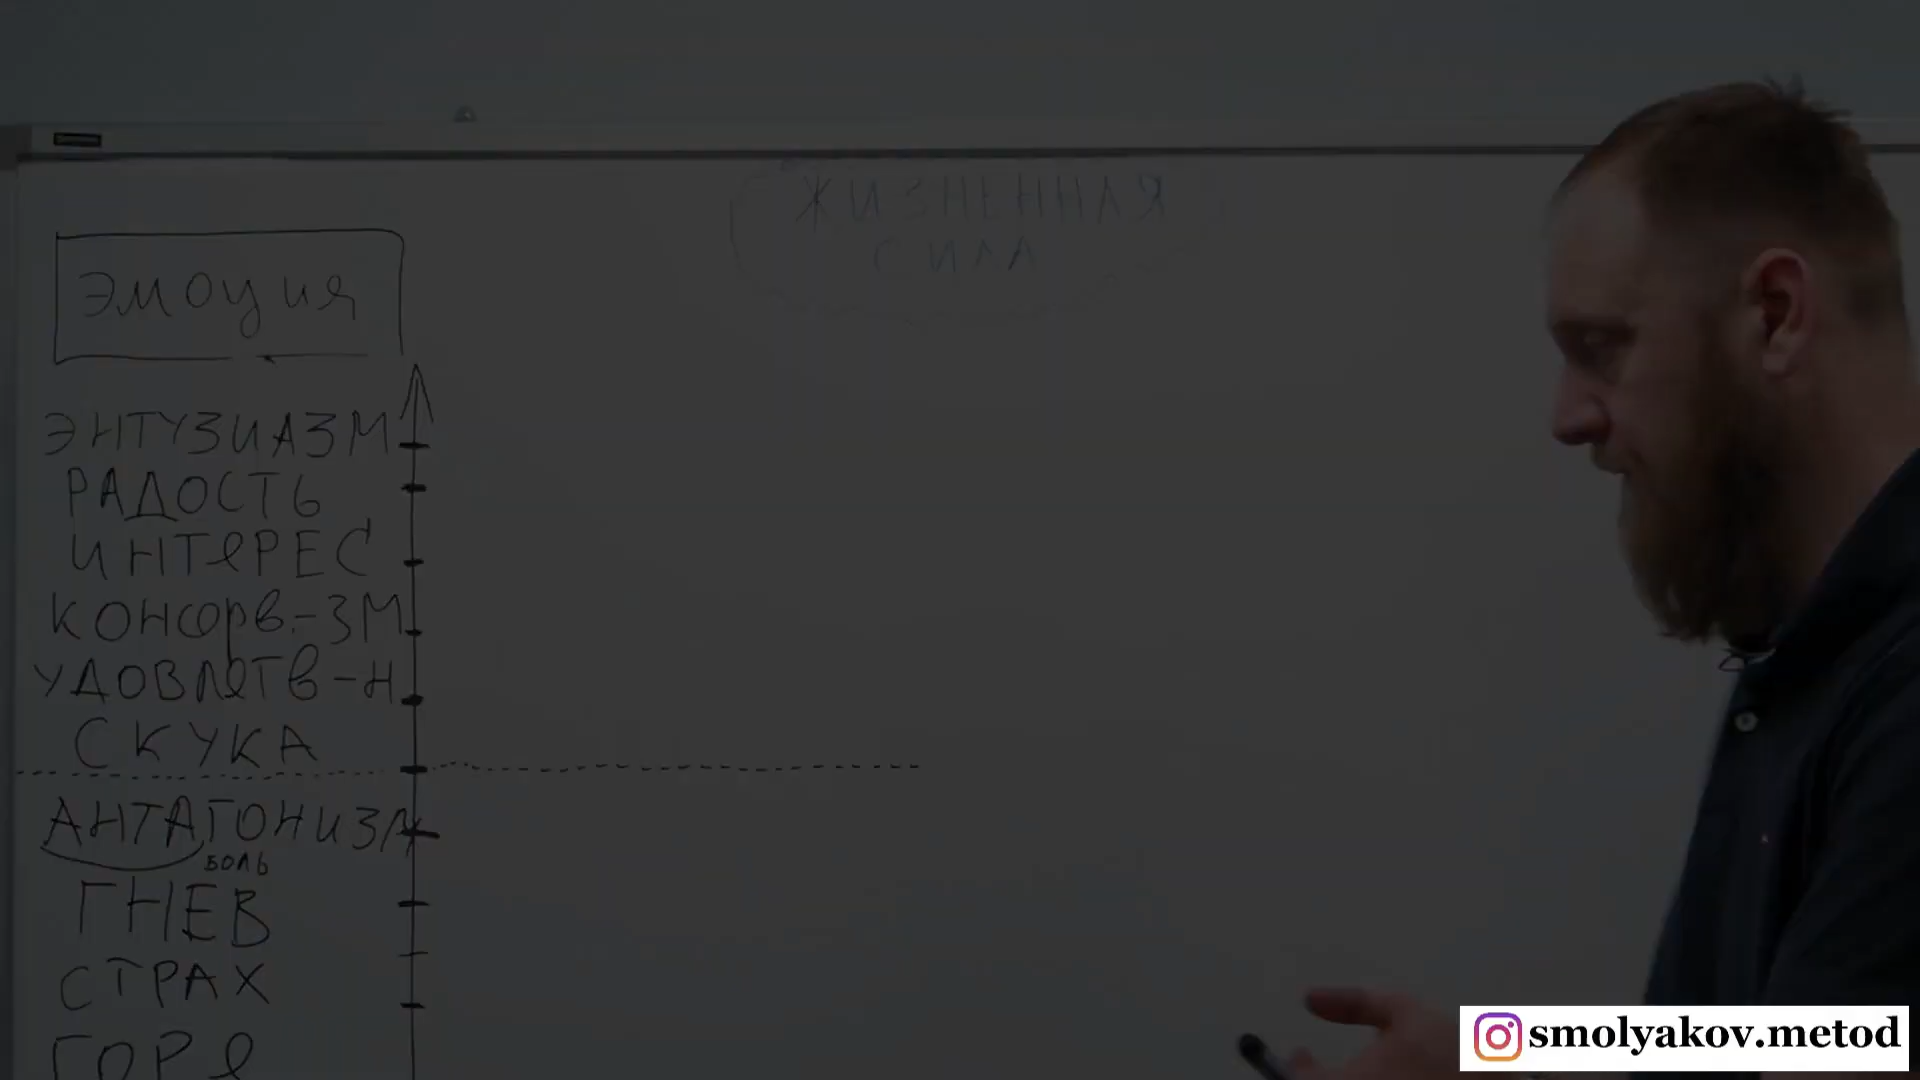 ЖИЗНЕННАЯ
СИЛА
эмоция
ЭНТУЗИАЗМ
РАДОСТЬ
ИНТЕРЕС
КОНСЕРВ.-ЗМ
УДОВЛЕТВ-Н
СКУКА
АНТАГОНИЗМ
БОЛЬ
ГНЕВ
СТРАХ
ГОРЕ
smolyakov.metod